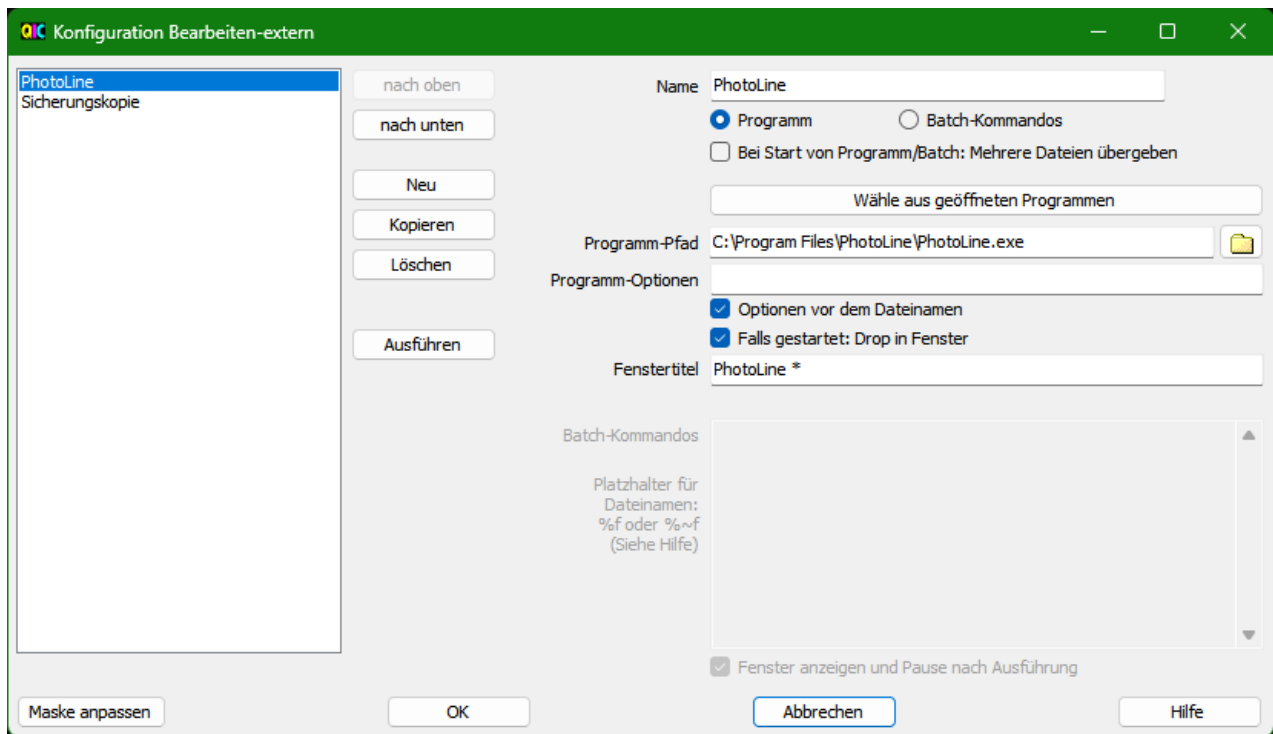 Konfiguration Bearbeiten-extern
PhotoLine
Sicherungskopie
nach oben
nach unten
Neu
Kopieren
Löschen
Ausführen
Name PhotoLine
Programm Batch-Kommandos
Bei Start von Programm/Batch: Mehrere Dateien übergeben
Wähle aus geöffneten Programmen
Programm-Pfad C:\Program Files\PhotoLine\PhotoLine.exe
Programm-Optionen
Optionen vor dem Dateinamen
Falls gestartet: Drop in Fenster
Fenstertitel PhotoLine *
Batch-Kommandos
Platzhalter für
Dateinamen:
%f oder %~f
(Siehe Hilfe)
Fenster anzeigen und Pause nach Ausführung
Maske anpassen OK Abbrechen Hilfe